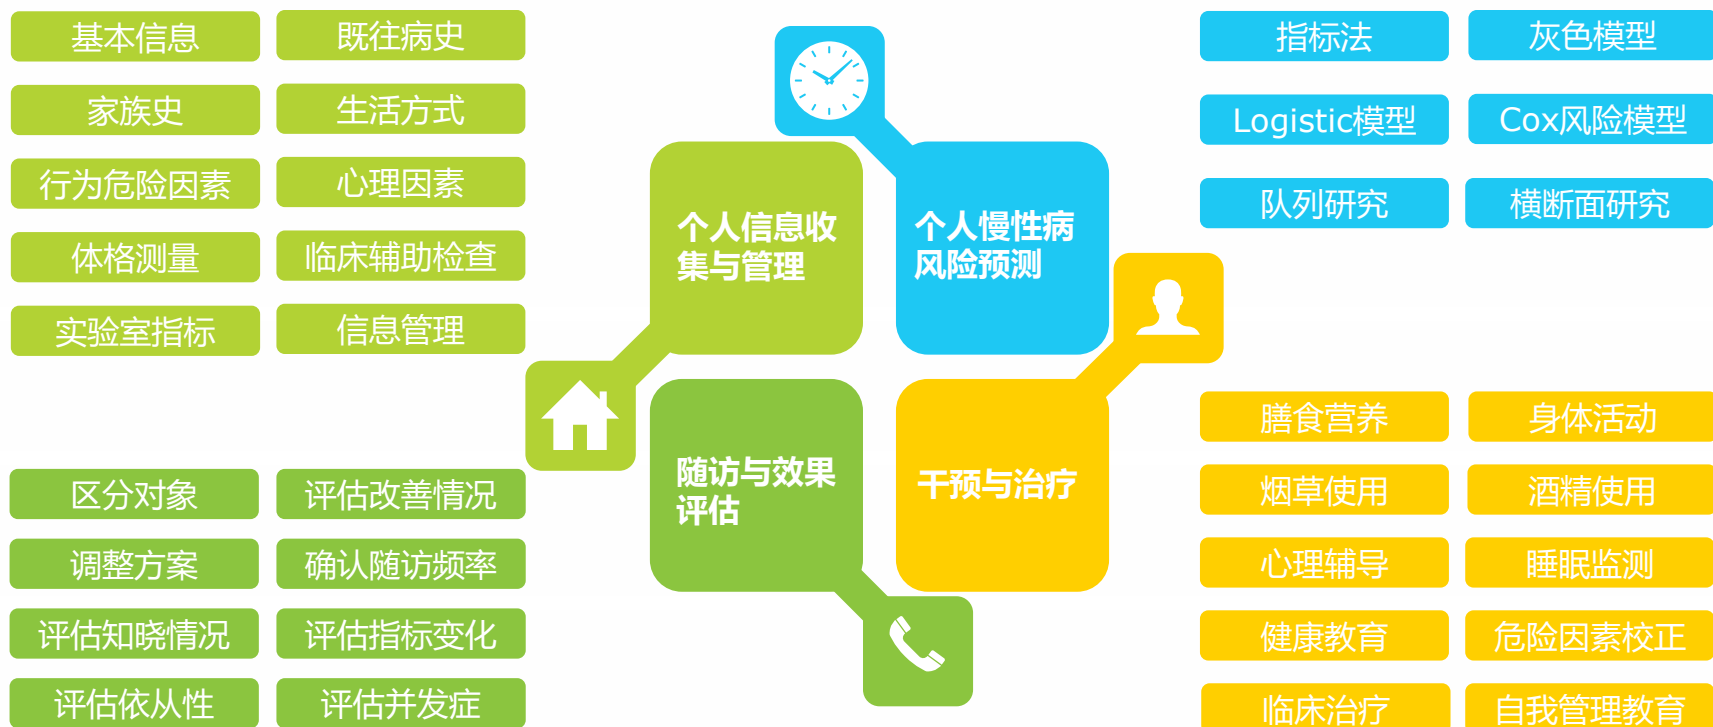 基本信息
既往病史
家族史
生活方式
行为危险因素
心理因素
体格测量
临床辅助检查
实验室指标
信息管理
个人信息收
集与管理
个人慢性病
风险预测
指标法
灰色模型
Logistic模型
Cox风险模型
队列研究
横断面研究
随访与效果
评估
干预与治疗
区分对象
评估改善情况
调整方案
确认随访频率
评估知晓情况
评估指标变化
评估依从性
评估并发症
膳食营养
身体活动
烟草使用
酒精使用
心理辅导
睡眠监测
健康教育
危险因素校正
临床治疗
自我管理教育